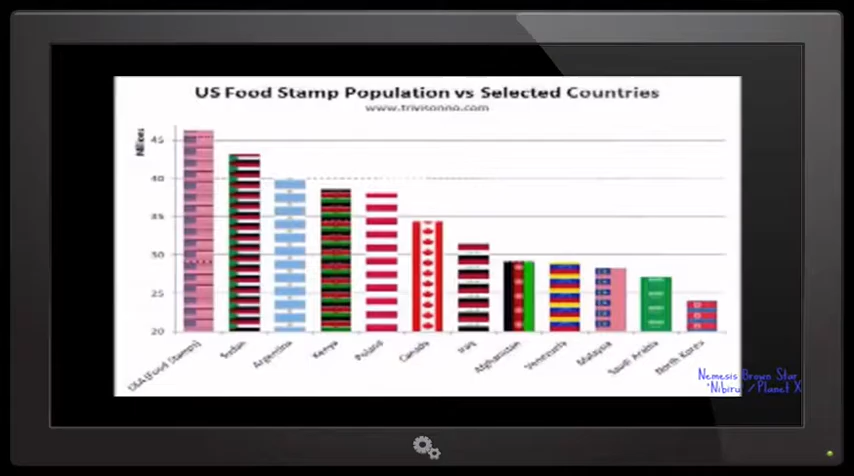 US Food Stamp Population vs Selected Countries
www.trivisonno.com
Millions
45
40
35
30
25
20
USA (Food Stamps)
Sudan
Argentina
Kenya
Poland
Canada
Iraq
Afghanistan
Venezuela
Malaysia
Saudi Arabia
North Korea
Nemesis Brown Star
'Nibiru' / Planet X